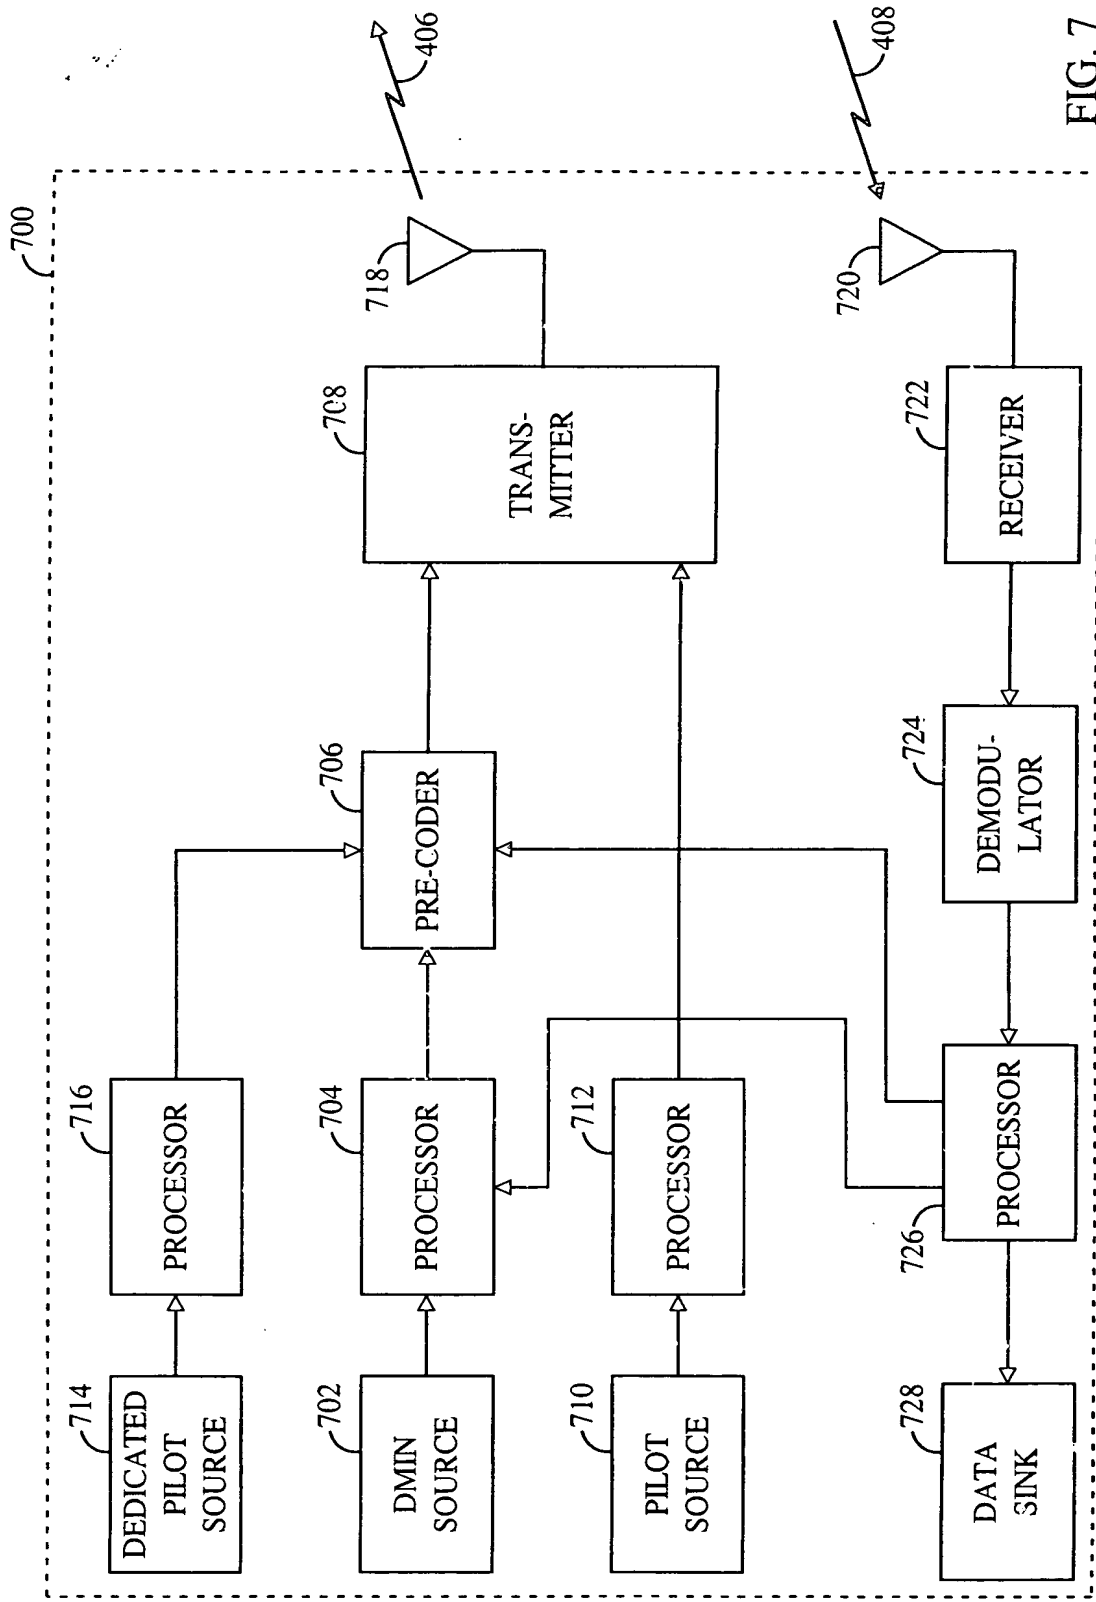 700
406
408
FIG. 7
718
720
708
TRANS-
MITTER
722
RECEIVER
706
PRE-CODER
724
DEMODU-
LATOR
716
PROCESSOR
704
PROCESSOR
712
PROCESSOR
726
PROCESSOR
714
DEDICATED
PILOT
SOURCE
702
DMIN
SOURCE
710
PILOT
SOURCE
728
DATA
SINK